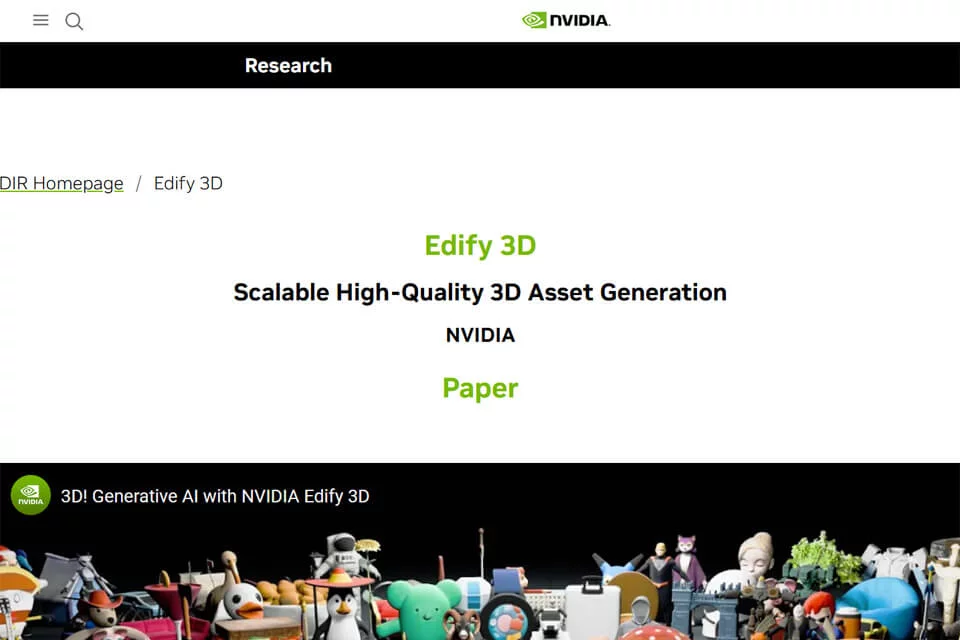 NVIDIA.
Research
DIR Homepage / Edify 3D
Edify 3D
Scalable High-Quality 3D Asset Generation
NVIDIA
Paper
NVIDIA
3D! Generative AI with NVIDIA Edify 3D